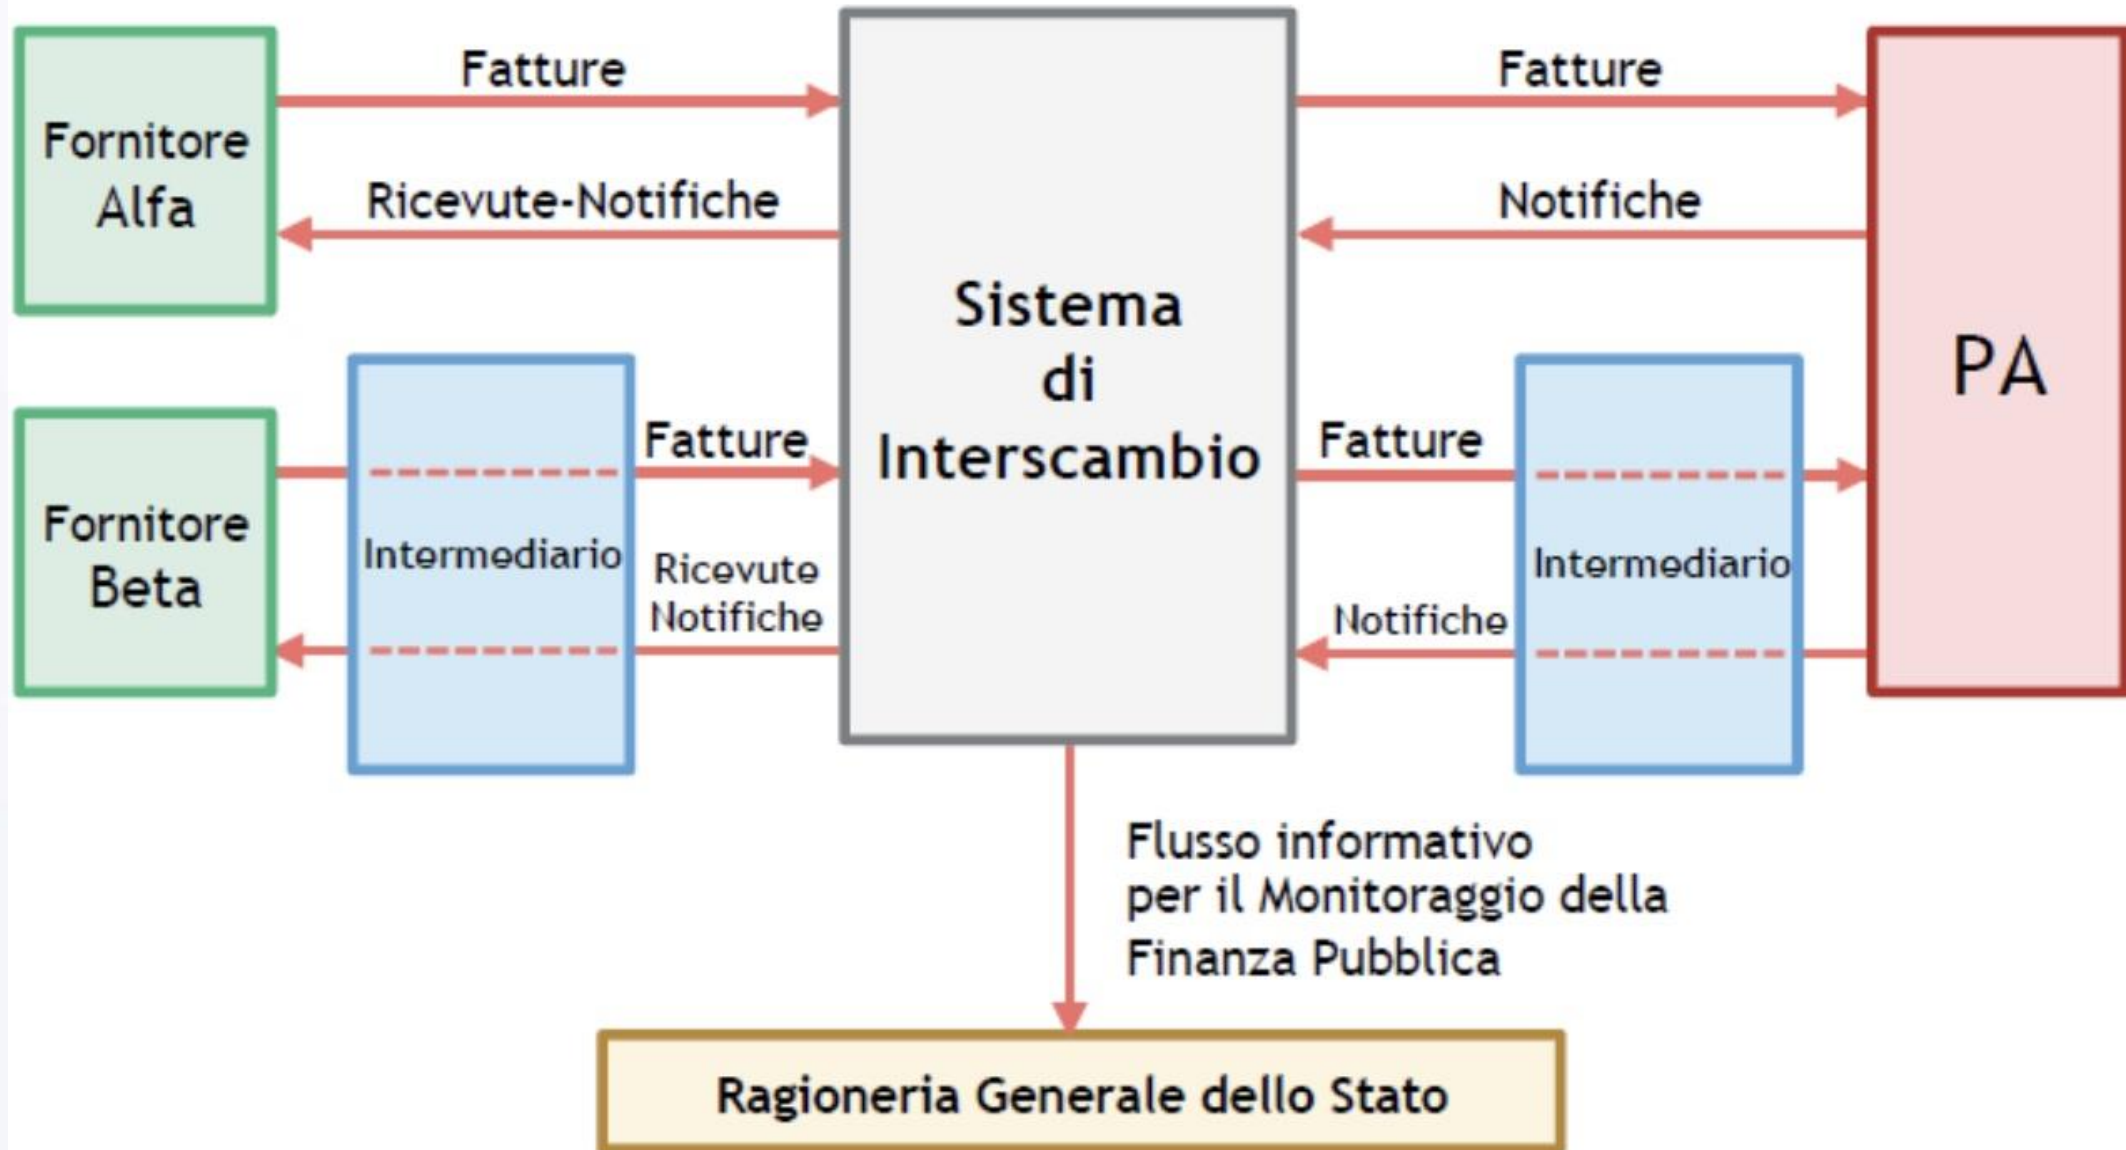 Fatture
Fatture
Fornitore
Alfa
Ricevute-Notifiche
Notifiche
Sistema
di
Interscambio
PA
Fatture
Fatture
Fornitore
Beta
Intermediario
Ricevute
Notifiche
Intermediario
Notifiche
Flusso informativo
per il Monitoraggio della
Finanza Pubblica
Ragioneria Generale dello Stato